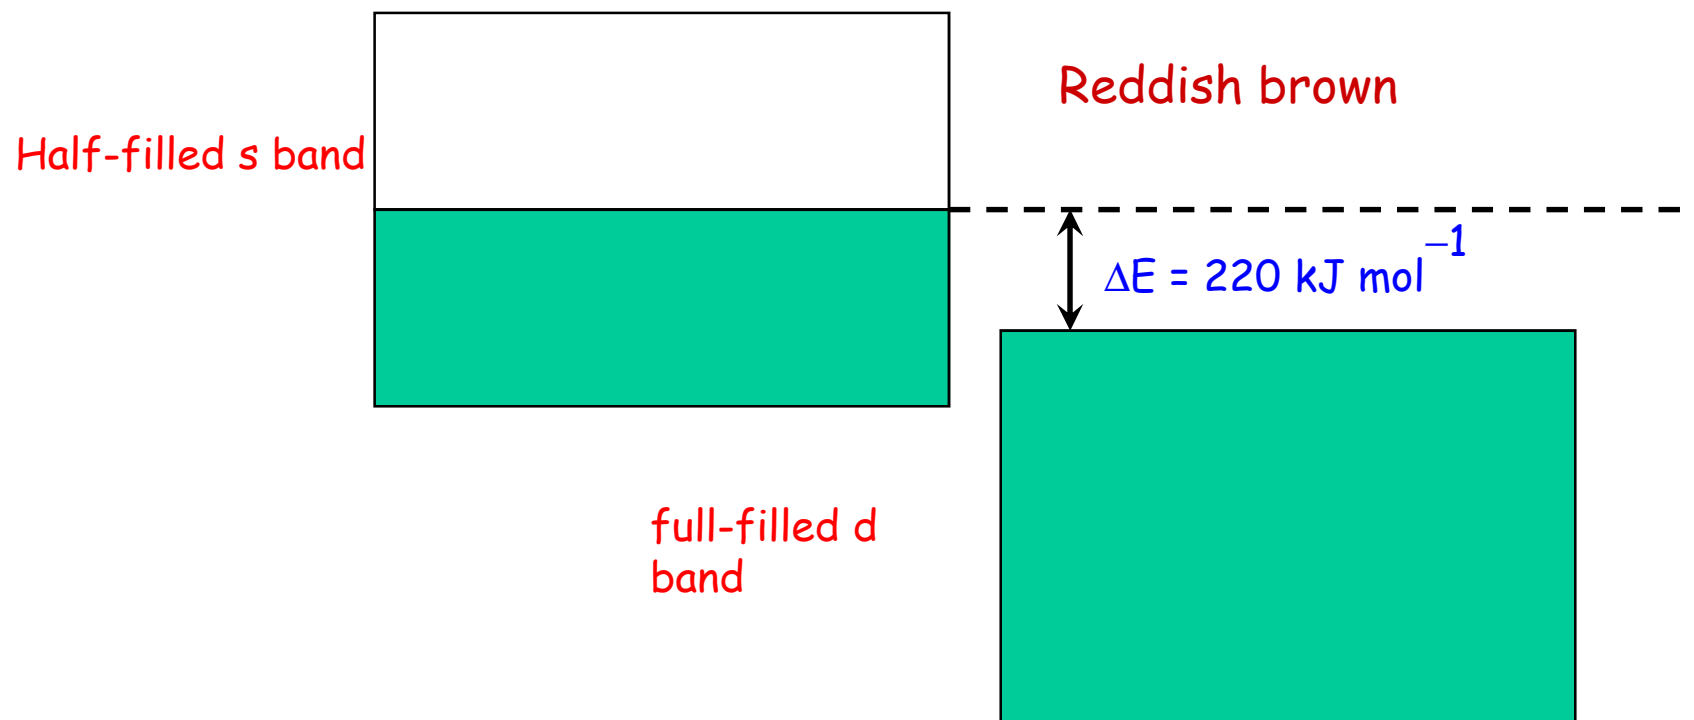 Reddish brown
Half-filled s band
ΔE = 220 kJ mol⁻¹
full-filled d
band